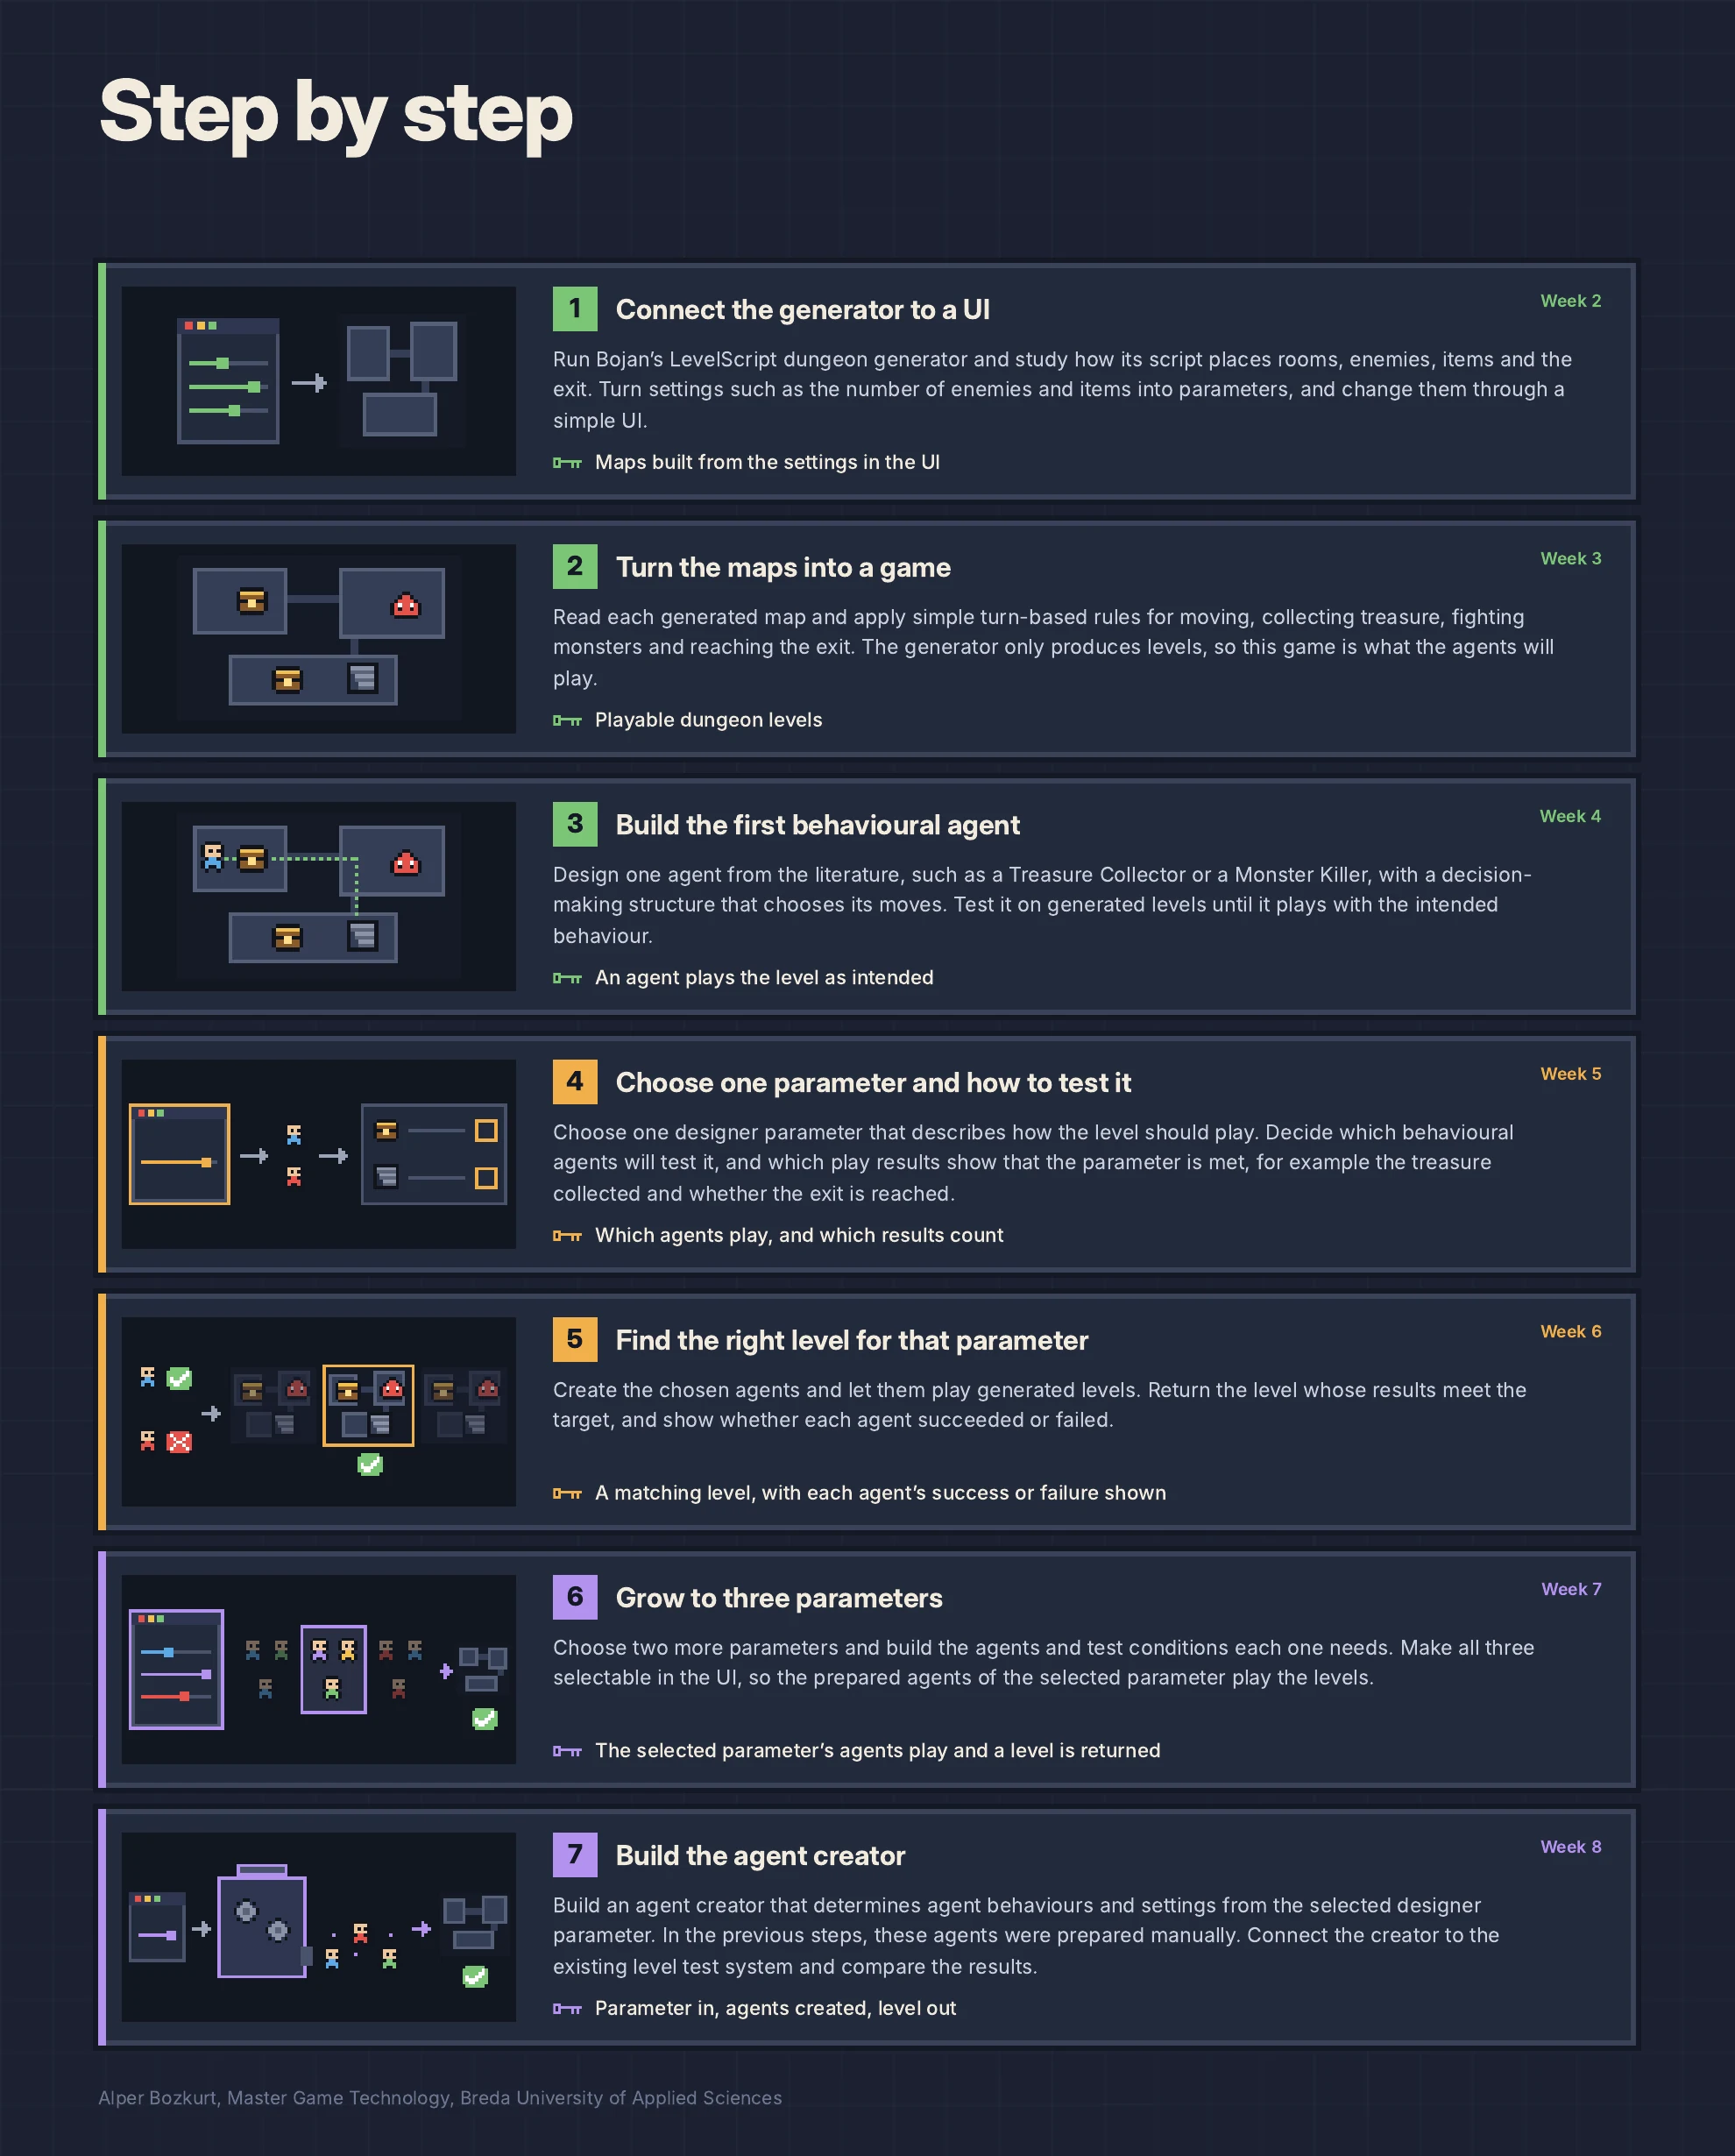 Step by step
1
Connect the generator to a UI
Week 2
Run Bojan’s LevelScript dungeon generator and study how its script places rooms, enemies, items and the
exit. Turn settings such as the number of enemies and items into parameters, and change them through a
simple UI.
Maps built from the settings in the UI
2
Turn the maps into a game
Week 3
Read each generated map and apply simple turn-based rules for moving, collecting treasure, fighting
monsters and reaching the exit. The generator only produces levels, so this game is what the agents will
play.
Playable dungeon levels
3
Build the first behavioural agent
Week 4
Design one agent from the literature, such as a Treasure Collector or a Monster Killer, with a decision-
making structure that chooses its moves. Test it on generated levels until it plays with the intended
behaviour.
An agent plays the level as intended
4
Choose one parameter and how to test it
Week 5
Choose one designer parameter that describes how the level should play. Decide which behavioural
agents will test it, and which play results show that the parameter is met, for example the treasure
collected and whether the exit is reached.
Which agents play, and which results count
5
Find the right level for that parameter
Week 6
Create the chosen agents and let them play generated levels. Return the level whose results meet the
target, and show whether each agent succeeded or failed.
A matching level, with each agent’s success or failure shown
6
Grow to three parameters
Week 7
Choose two more parameters and build the agents and test conditions each one needs. Make all three
selectable in the UI, so the prepared agents of the selected parameter play the levels.
The selected parameter’s agents play and a level is returned
7
Build the agent creator
Week 8
Build an agent creator that determines agent behaviours and settings from the selected designer
parameter. In the previous steps, these agents were prepared manually. Connect the creator to the
existing level test system and compare the results.
Parameter in, agents created, level out
Alper Bozkurt, Master Game Technology, Breda University of Applied Sciences